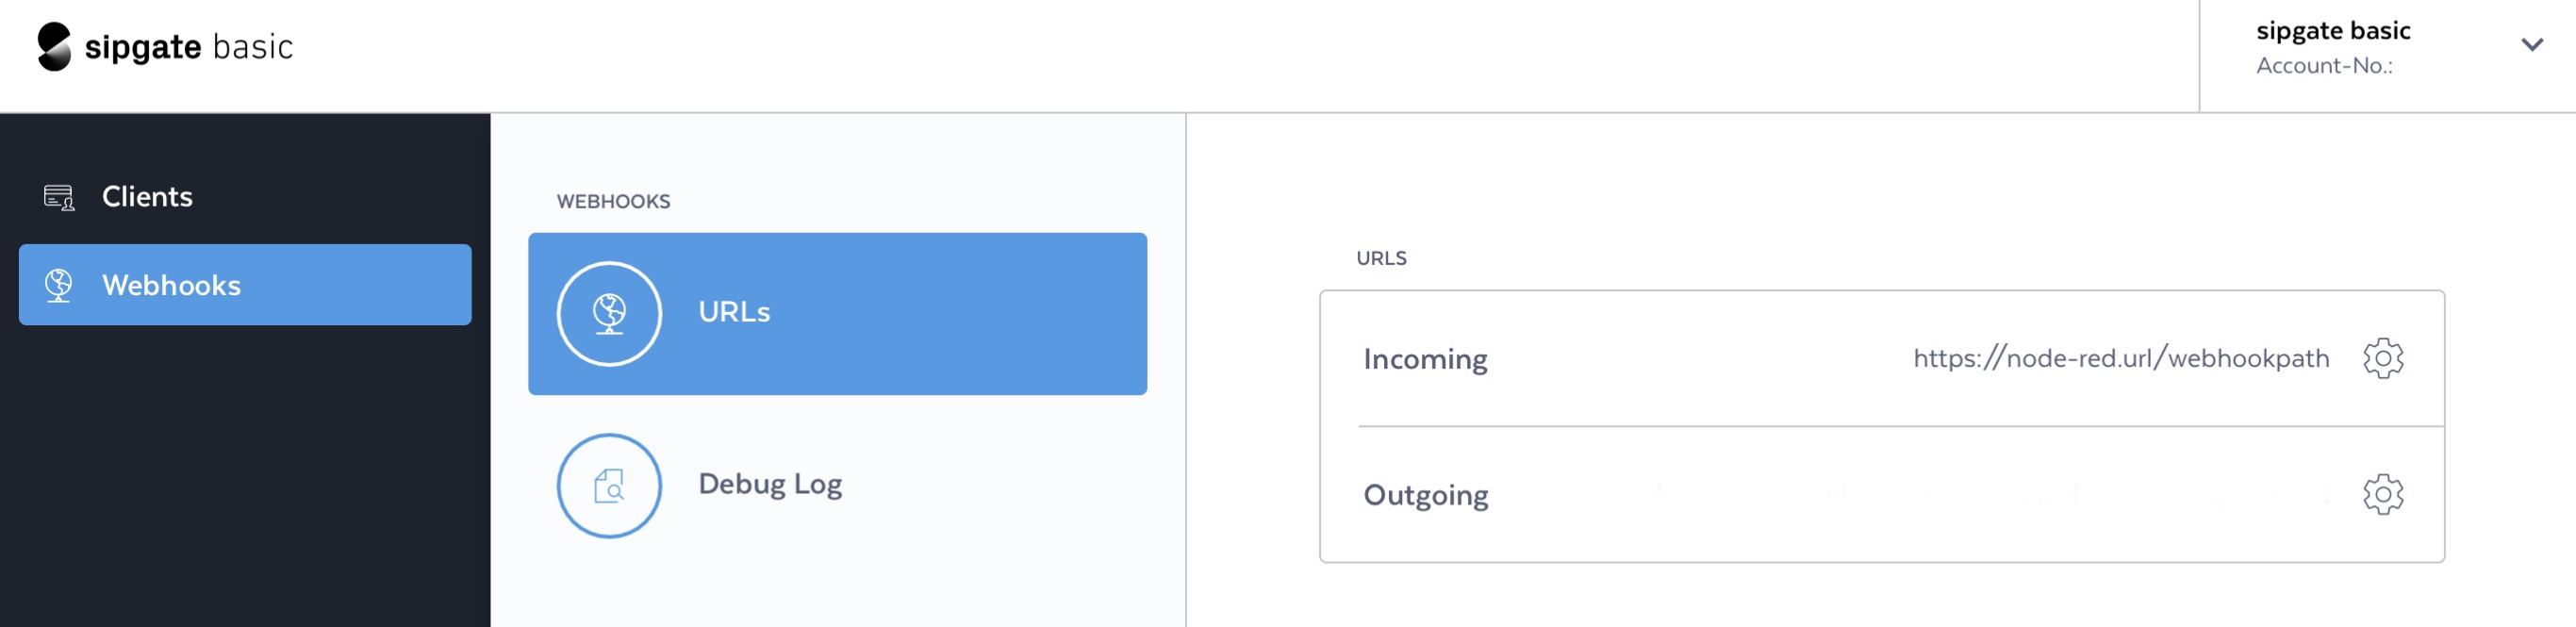 sipgate basic
sipgate basic
Account-No.:
Clients
Webhooks
WEBHOOKS
URLs
Debug Log
URLS
Incoming https://node-red.url/webhookpath
Outgoing